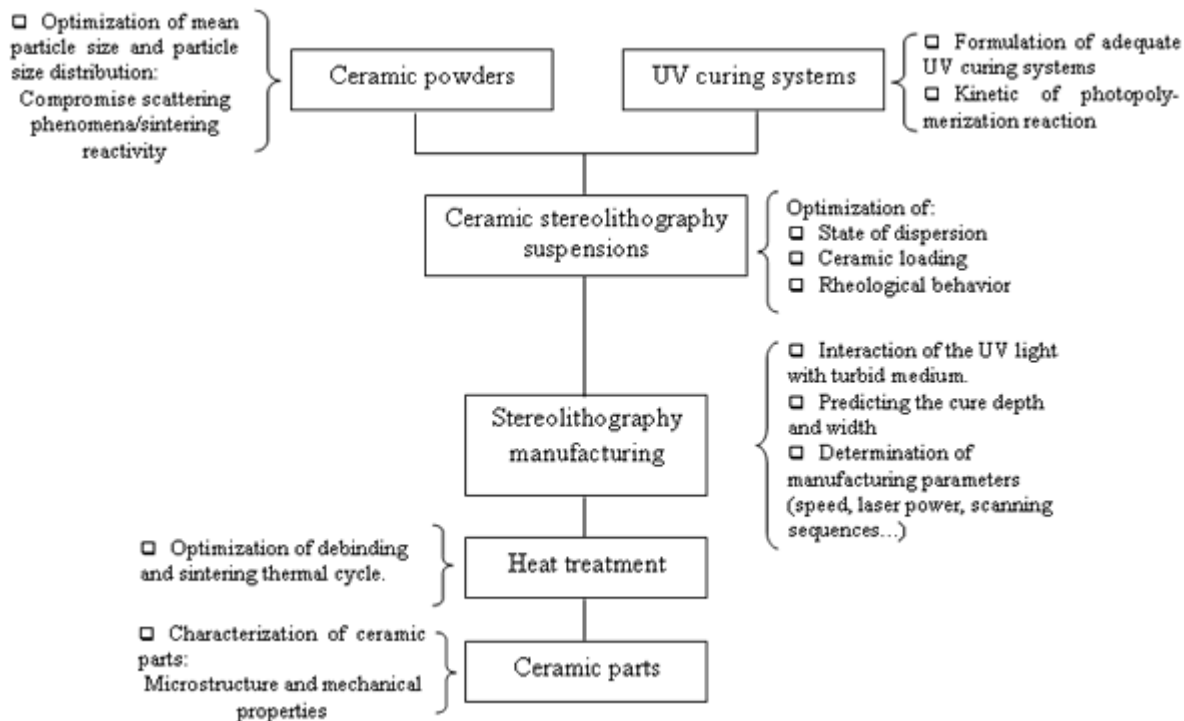 ❑ Optimization of mean
particle size and particle
size distribution:
Compromise scattering
phenomena/sintering
reactivity
Ceramic powders
UV curing systems
❑ Formulation of adequate
UV curing systems
❑ Kinetic of photopoly-
merization reaction
Ceramic stereolithography
suspensions
Optimization of:
❑ State of dispersion
❑ Ceramic loading
❑ Rheological behavior
Stereolithography
manufacturing
❑ Interaction of the UV light
with turbid medium.
❑ Predicting the cure depth
and width
❑ Determination of
manufacturing parameters
(speed, laser power, scanning
sequences...)
❑ Optimization of debinding
and sintering thermal cycle.
Heat treatment
❑ Characterization of ceramic
parts:
Microstructure and mechanical
properties
Ceramic parts